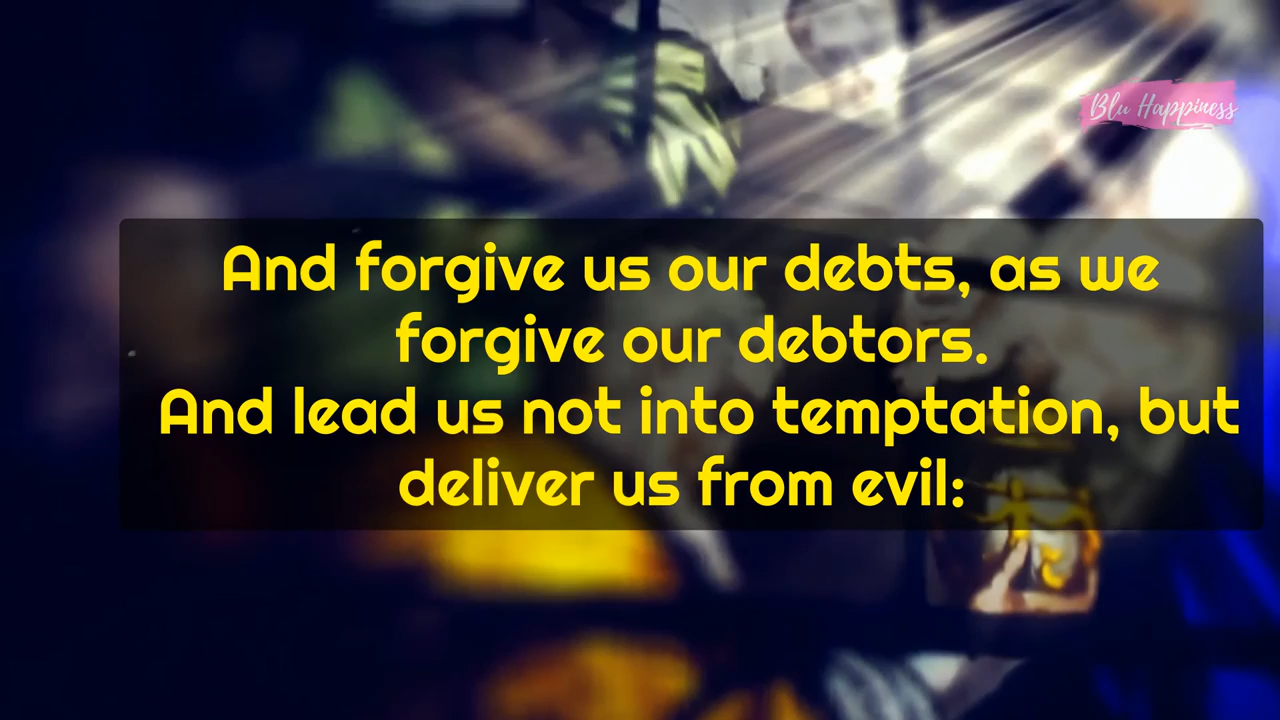 Blu Happiness
And forgive us our debts, as we
forgive our debtors.
And lead us not into temptation, but
deliver us from evil: